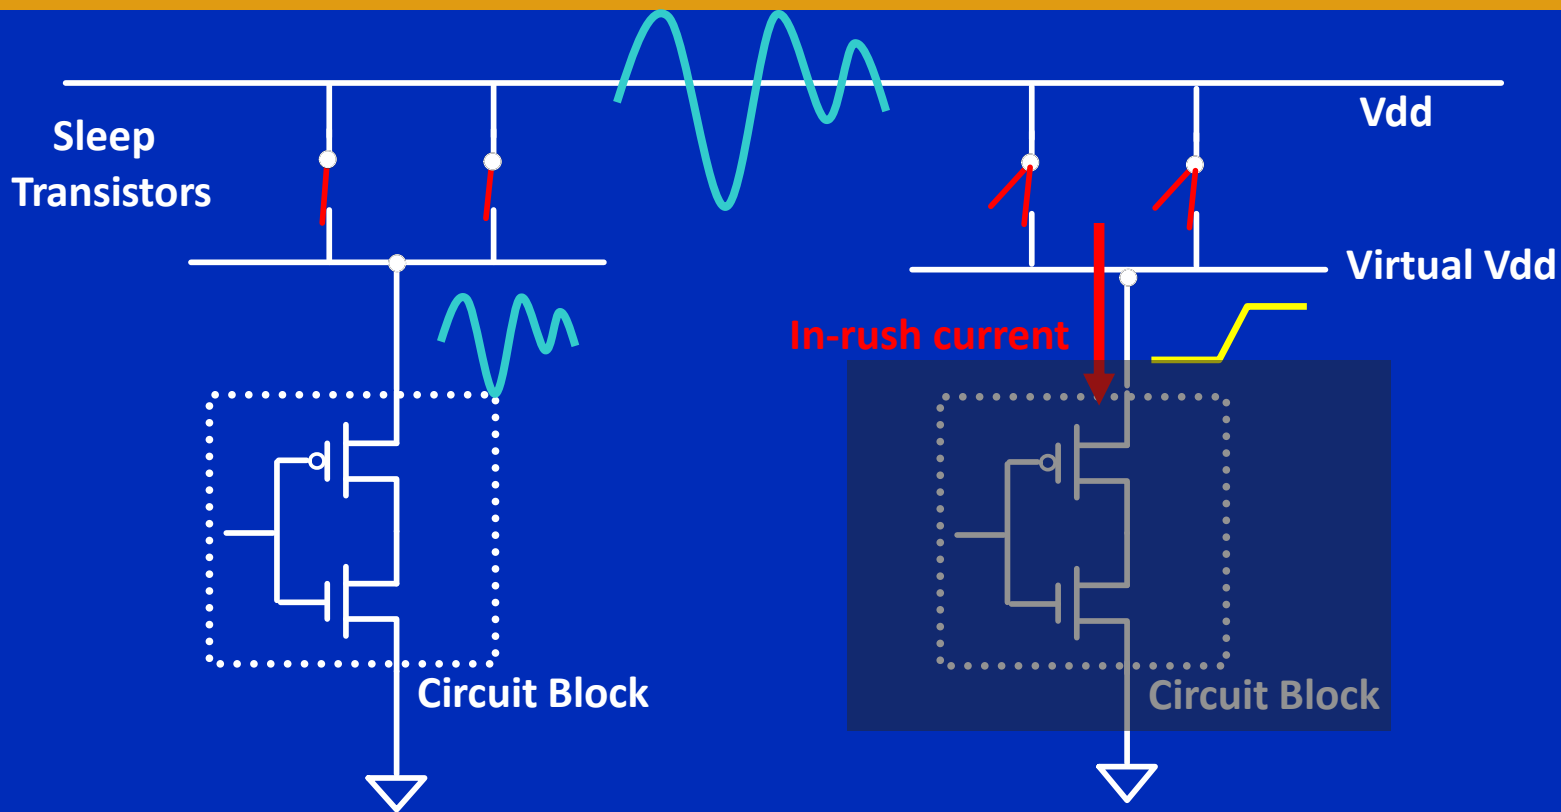 Vdd
Sleep
Transistors
Virtual Vdd
In-rush current
Circuit Block
Circuit Block